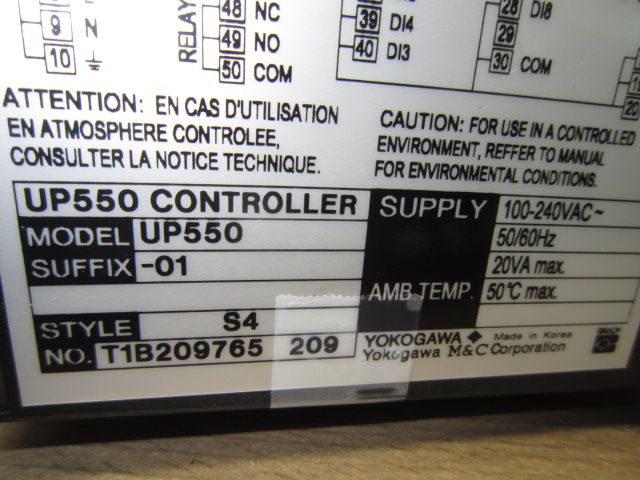 9 N
10
RELAY
48 NC
49 NO
50 COM
39 DI4
40 DI3
28 DI8
29
30 COM
20
ATTENTION: EN CAS D'UTILISATION
EN ATMOSPHERE CONTROLEE,
CONSULTER LA NOTICE TECHNIQUE.
CAUTION: FOR USE IN A CONTROLLED
ENVIRONMENT, REFFER TO MANUAL
FOR ENVIRONMENTAL CONDITIONS.
UP550 CONTROLLER
MODEL UP550
SUFFIX -01
STYLE S4
NO. T1B209765 209
SUPPLY 100-240VAC~
50/60Hz
20VA max.
AMB.TEMP. 50°C max.
YOKOGAWA Made in Korea
Yokogawa M&C Corporation